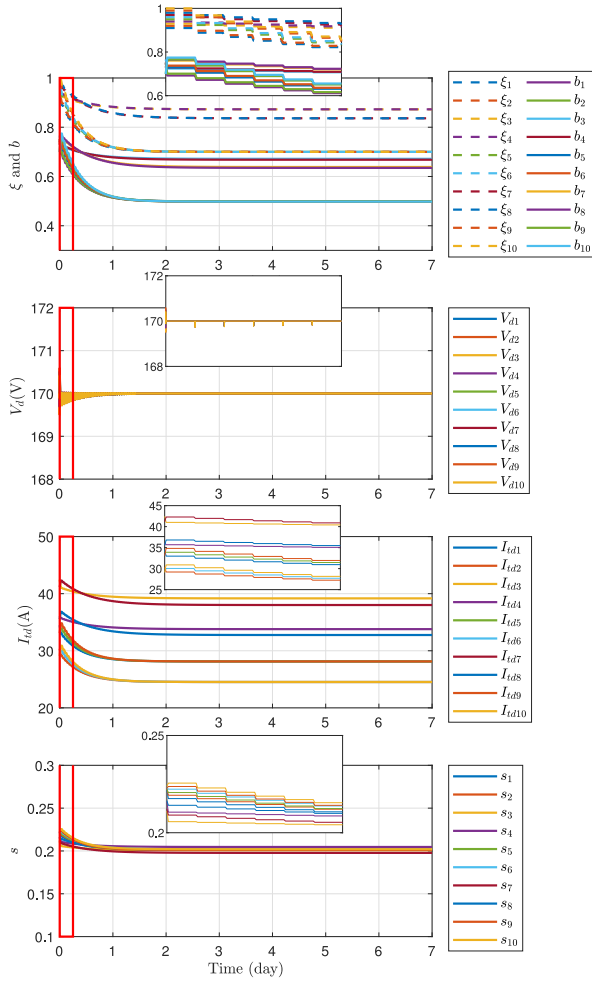 1
0.8
0.6
1
0.8
0.6
0.4
ξ and b
0 1 2 3 4 5 6 7
ξ1 b1
ξ2 b2
ξ3 b3
ξ4 b4
ξ5 b5
ξ6 b6
ξ7 b7
ξ8 b8
ξ9 b9
ξ10 b10
172
170
168
172
171
170
169
168
Vd(V)
0 1 2 3 4 5 6 7
Vd1
Vd2
Vd3
Vd4
Vd5
Vd6
Vd7
Vd8
Vd9
Vd10
45
40
35
30
25
50
40
30
20
Itd(A)
0 1 2 3 4 5 6 7
Itd1
Itd2
Itd3
Itd4
Itd5
Itd6
Itd7
Itd8
Itd9
Itd10
0.25
0.2
0.3
0.25
0.2
0.15
0.1
s
0 1 2 3 4 5 6 7
Time (day)
s1
s2
s3
s4
s5
s6
s7
s8
s9
s10